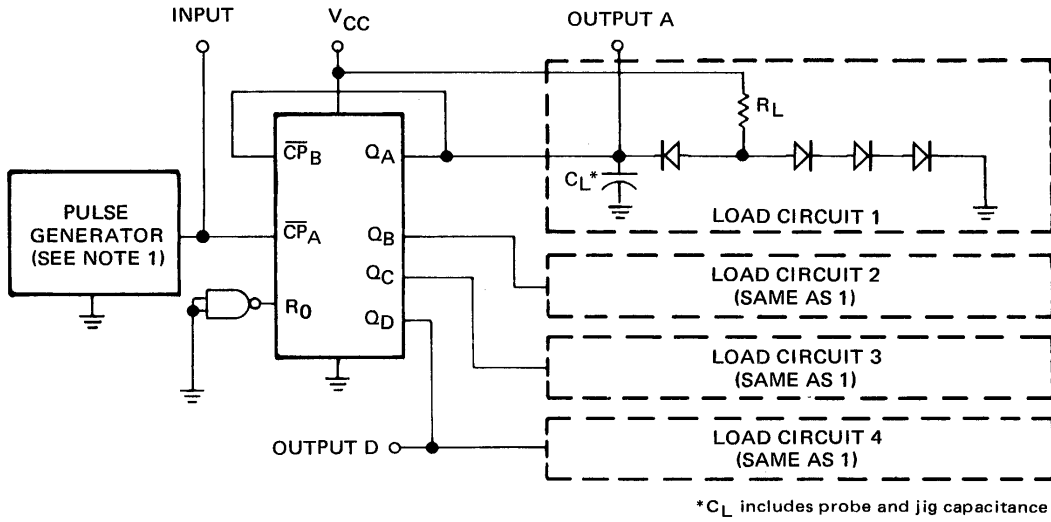 INPUT
VCC
OUTPUT A
RL
CPB
QA
CL*
LOAD CIRCUIT 1
PULSE
GENERATOR
(SEE NOTE 1)
CPA
QB
QC
R0
QD
LOAD CIRCUIT 2
(SAME AS 1)
LOAD CIRCUIT 3
(SAME AS 1)
OUTPUT D
LOAD CIRCUIT 4
(SAME AS 1)
*CL includes probe and jig capacitance